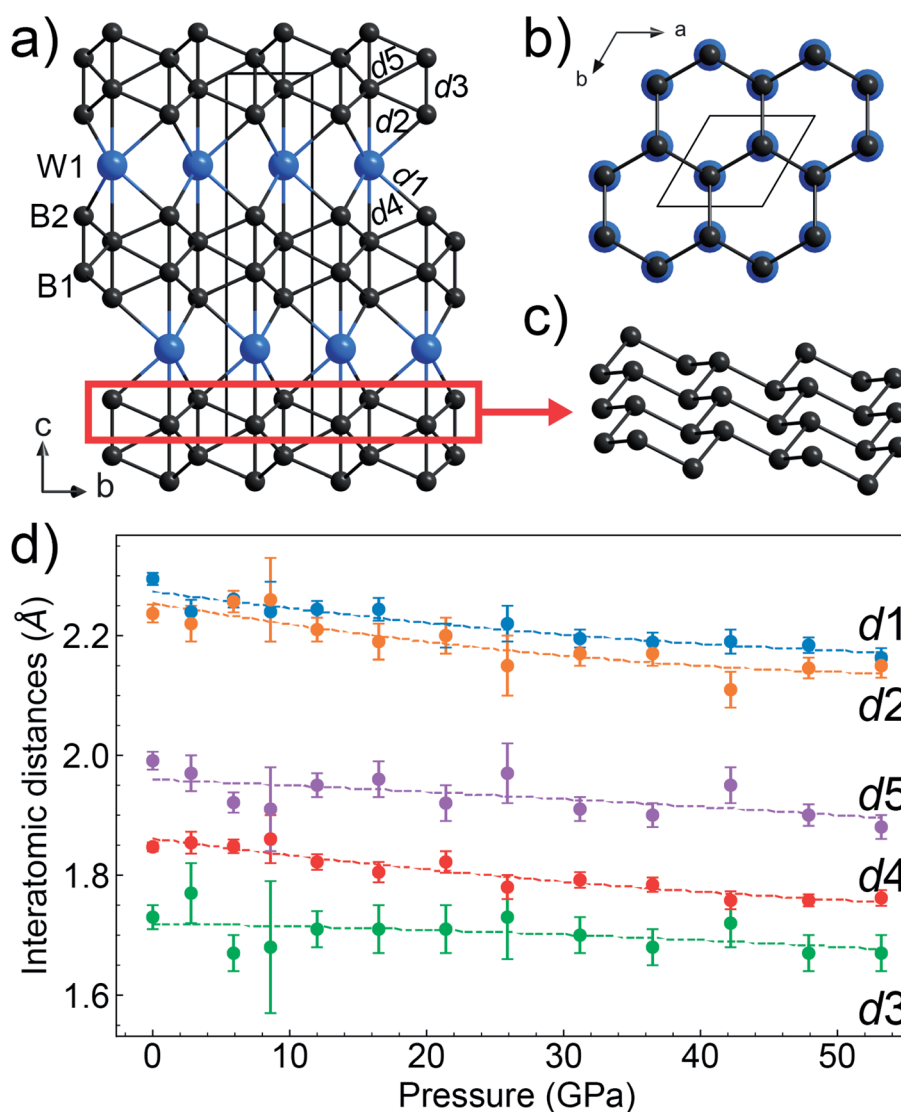 a)
d5
d3
d2
W1
d1
B2
d4
B1
c
b
b)
a
b
c)
d)
Interatomic distances (Å)
2.2
2.0
1.8
1.6
d1
d2
d5
d4
d3
0 10 20 30 40 50
Pressure (GPa)